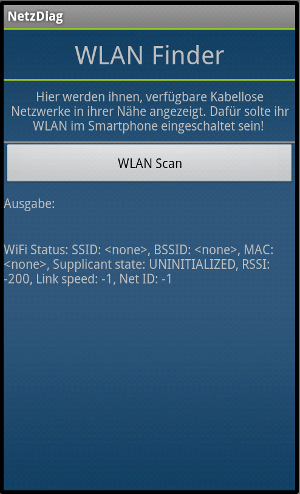 NetzDiag
WLAN Finder
Hier werden ihnen, verfügbare Kabellose
Netzwerke in ihrer Nähe angezeigt. Dafür solte ihr
WLAN im Smartphone eingeschaltet sein!
WLAN Scan
Ausgabe:
WiFi Status: SSID: <none>, BSSID: <none>, MAC:
<none>, Supplicant state: UNINITIALIZED, RSSI:
-200, Link speed: -1, Net ID: -1